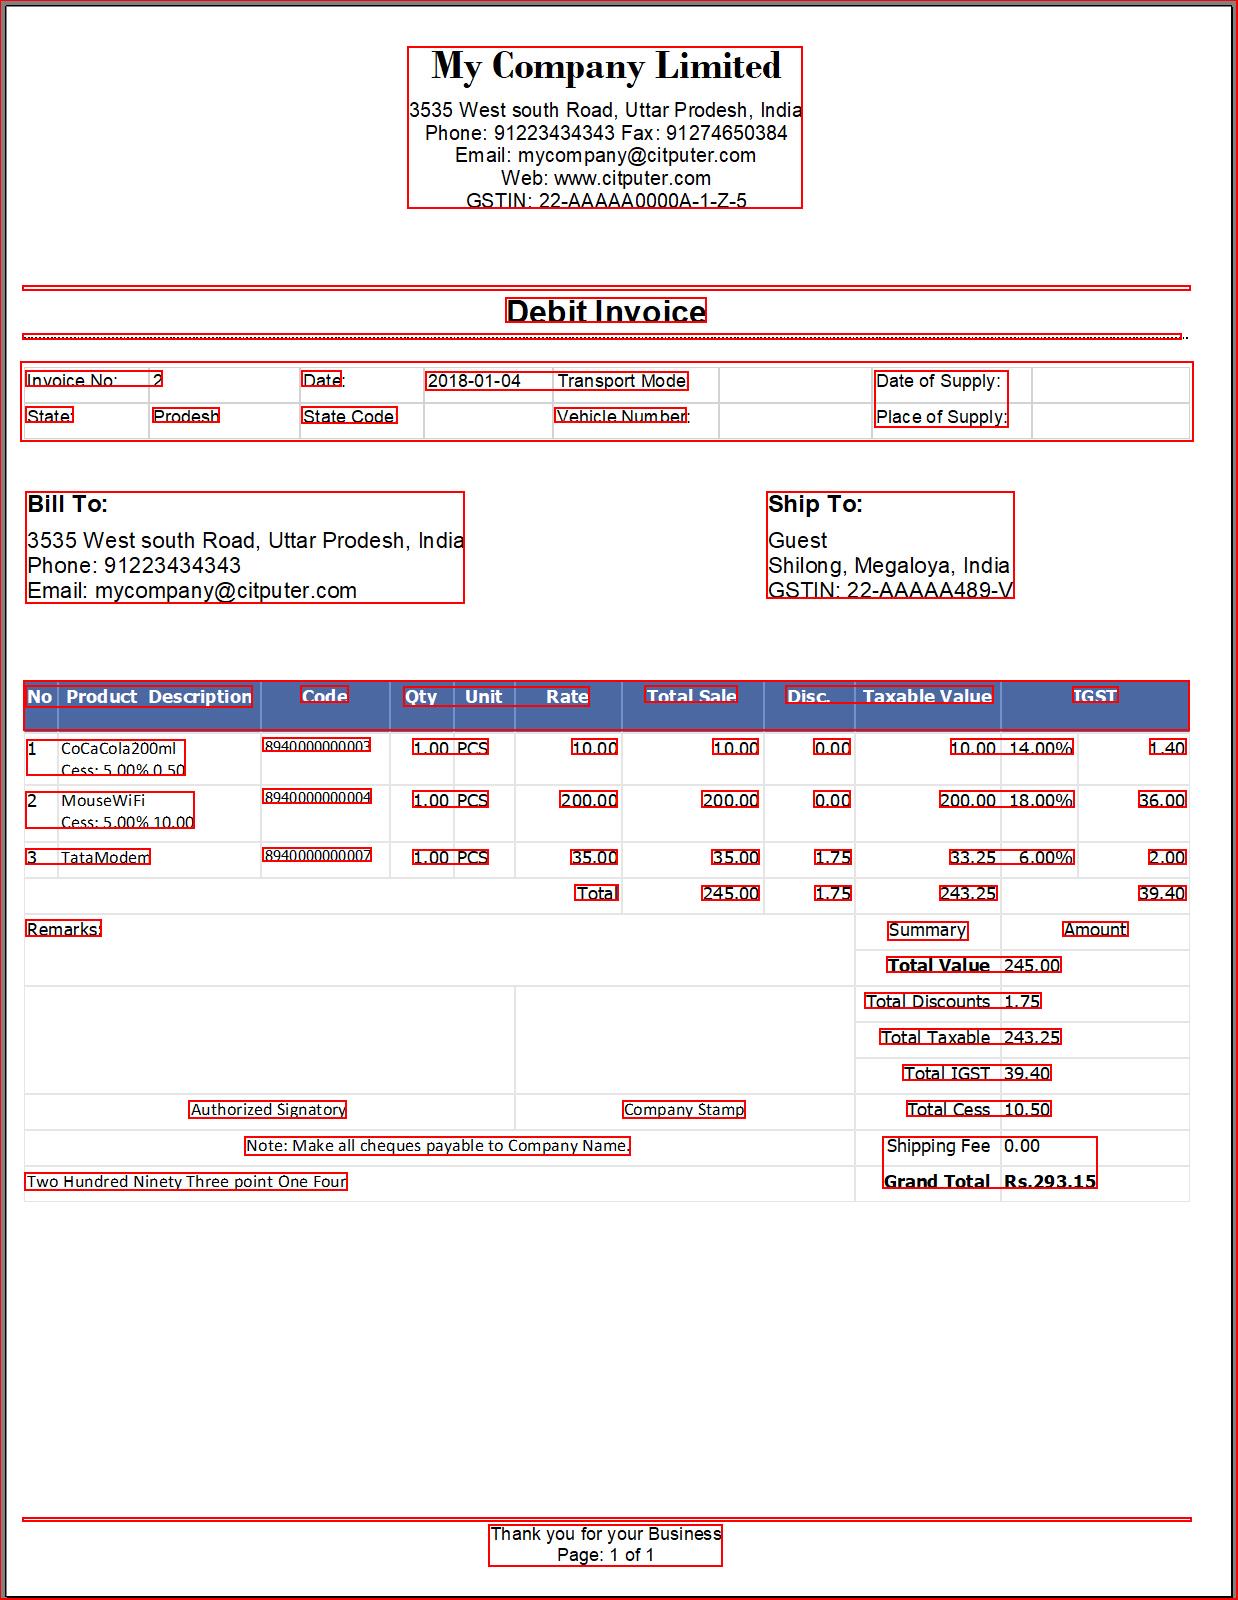 My Company Limited
3535 West south Road, Uttar Prodesh, India
Phone: 91223434343 Fax: 91274650384
Email: mycompany@citputer.com
Web: www.citputer.com
GSTIN: 22-AAAAA0000A-1-Z-5
Debit Invoice
Invoice No: 2 Date: 2018-01-04 Transport Mode Date of Supply:
State: Prodesh State Code Vehicle Number: Place of Supply:
Bill To:
3535 West south Road, Uttar Prodesh, India
Phone: 91223434343
Email: mycompany@citputer.com
Ship To:
Guest
Shilong, Megaloya, India
GSTIN: 22-AAAAA489-V
No Product Description Code Qty Unit Rate Total Sale Disc. Taxable Value IGST
1 CoCaCola200ml 8940000000003 1.00 PCS 10.00 10.00 0.00 10.00 14.00% 1.40
Cess: 5.00% 0.50
2 MouseWiFi 8940000000004 1.00 PCS 200.00 200.00 0.00 200.00 18.00% 36.00
Cess: 5.00% 10.00
3 TataModem 8940000000007 1.00 PCS 35.00 35.00 1.75 33.25 6.00% 2.00
Total 245.00 1.75 243.25 39.40
Remarks: Summary Amount
Total Value 245.00
Total Discounts 1.75
Total Taxable 243.25
Total IGST 39.40
Authorized Signatory Company Stamp Total Cess 10.50
Note: Make all cheques payable to Company Name. Shipping Fee 0.00
Two Hundred Ninety Three point One Four Grand Total Rs.293.15
Thank you for your Business
Page: 1 of 1